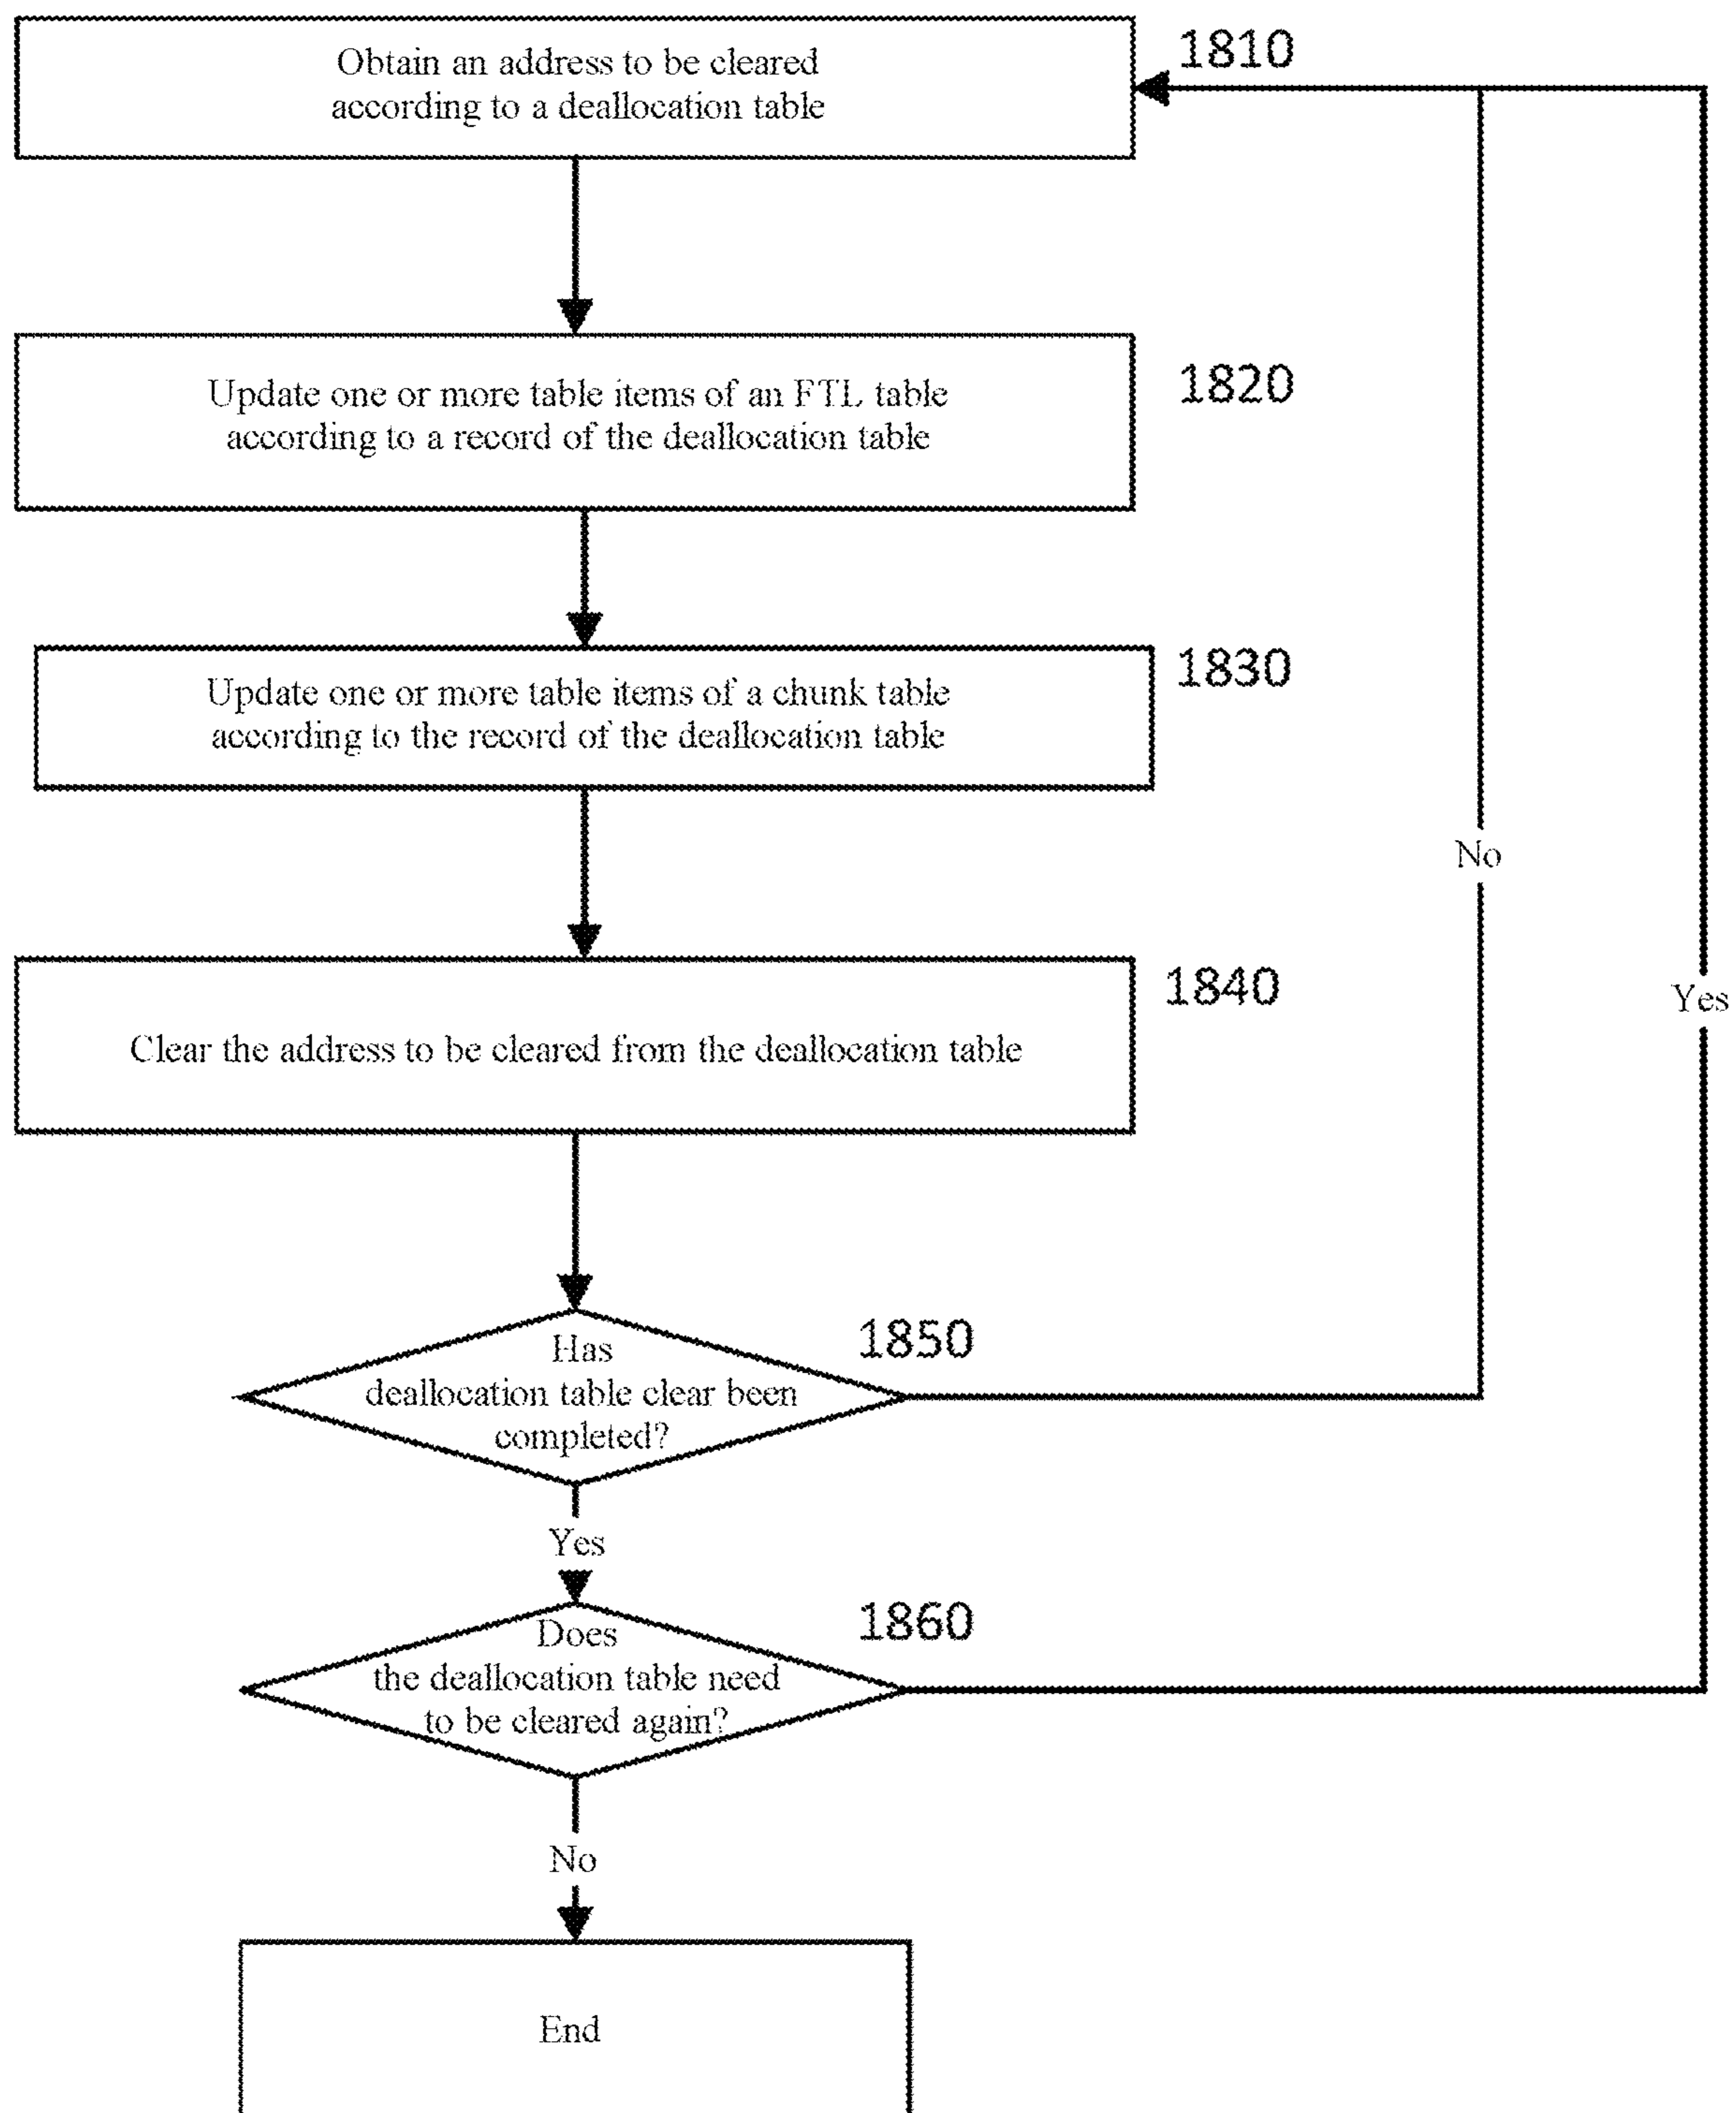 Obtain an address to be cleared
according to a deallocation table
1810
Update one or more table items of an FTL table
according to a record of the deallocation table
1820
Update one or more table items of a chunk table
according to the record of the deallocation table
1830
No
Clear the address to be cleared from the deallocation table
1840
Yes
Has
deallocation table clear been
completed?
1850
Yes
Does
the deallocation table need
to be cleared again?
1860
No
End